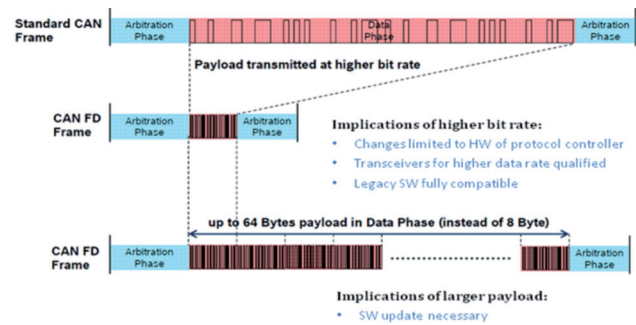 Standard CAN Frame
Arbitration Phase
Data Phase
Arbitration Phase
Payload transmitted at higher bit rate
CAN FD Frame
Arbitration Phase
Arbitration Phase
Implications of higher bit rate:
• Changes limited to HW of protocol controller
• Transceivers for higher data rate qualified
• Legacy SW fully compatible
up to 64 Bytes payload in Data Phase (instead of 8 Byte)
CAN FD Frame
Arbitration Phase
Arbitration Phase
Implications of larger payload:
• SW update necessary